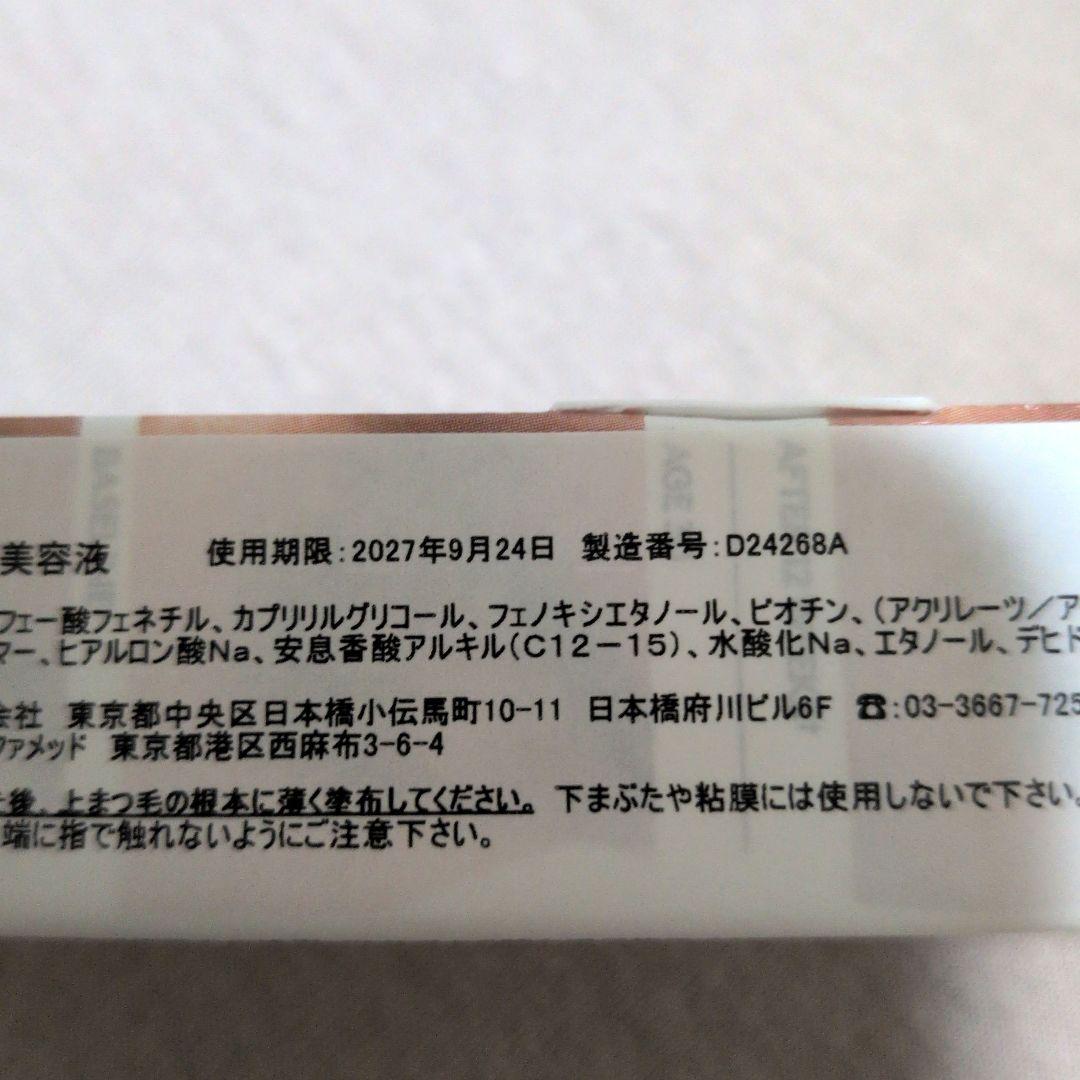 美容液 使用期限:2027年9月24日 製造番号:D24268A
フェー酸フェネチル、カプリリルグリコール、フェノキシエタノール、ビオチン、(アクリレーツ/ア
マー、ヒアルロン酸Na、安息香酸アルキル(C12-15)、水酸化Na、エタノール、デヒド
会社 東京都中央区日本橋小伝馬町10-11 日本橋府川ビル6F ☎:03-3667-725
ファメッド 東京都港区西麻布3-6-4
後、上まつ毛の根本に薄く塗布してください。 下まぶたや粘膜には使用しないで下さい。
端に指で触れないようにご注意下さい。
AGE